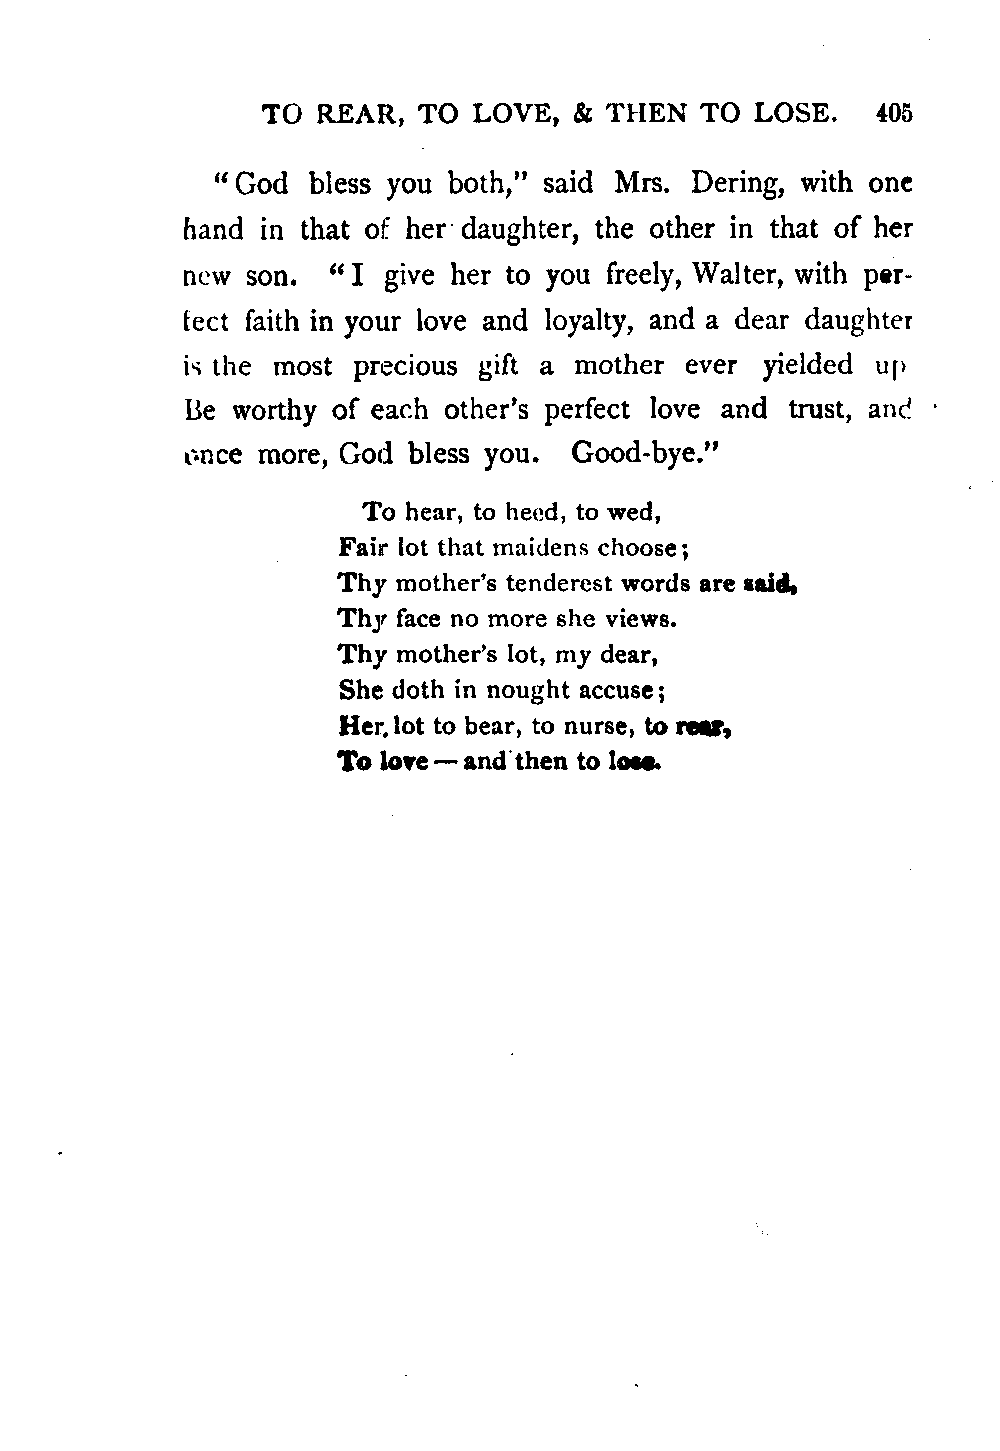 TO REAR, TO LOVE, & THEN TO LOSE. 405
“God bless you both,” said Mrs. Dering, with one
hand in that of her daughter, the other in that of her
new son. “I give her to you freely, Walter, with per-
fect faith in your love and loyalty, and a dear daughter
is the most precious gift a mother ever yielded up
Be worthy of each other’s perfect love and trust, and
once more, God bless you. Good-bye.”
To hear, to heed, to wed,
Fair lot that maidens choose;
Thy mother’s tenderest words are said,
Thy face no more she views.
Thy mother’s lot, my dear,
She doth in nought accuse;
Her lot to bear, to nurse, to rear,
To love — and then to lose.